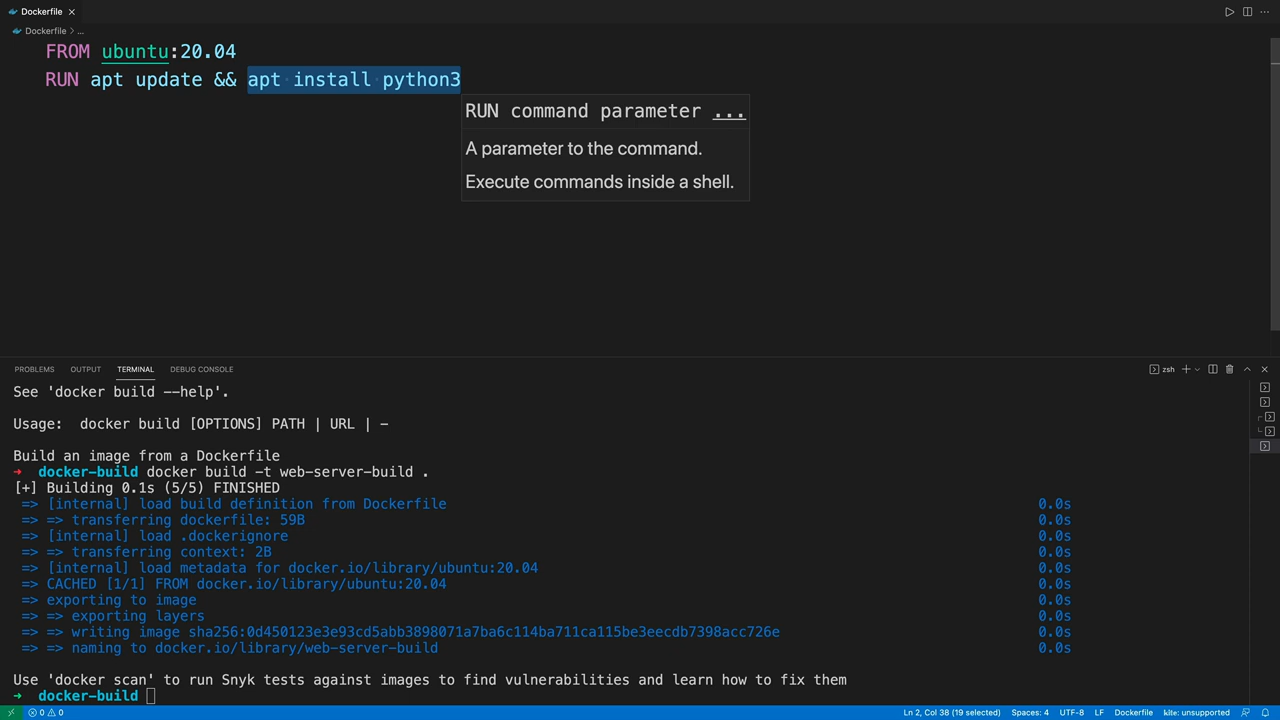 Dockerfile ×
Dockerfile > ...
FROM ubuntu:20.04
RUN apt update && apt install python3
RUN command parameter ...
A parameter to the command.
Execute commands inside a shell.
PROBLEMS OUTPUT TERMINAL DEBUG CONSOLE zsh
See 'docker build --help'.
Usage:  docker build [OPTIONS] PATH | URL | -
Build an image from a Dockerfile
➜  docker-build docker build -t web-server-build .
[+] Building 0.1s (5/5) FINISHED
=> [internal] load build definition from Dockerfile 0.0s
=> => transferring dockerfile: 59B 0.0s
=> [internal] load .dockerignore 0.0s
=> => transferring context: 2B 0.0s
=> [internal] load metadata for docker.io/library/ubuntu:20.04 0.0s
=> CACHED [1/1] FROM docker.io/library/ubuntu:20.04 0.0s
=> exporting to image 0.0s
=> => exporting layers 0.0s
=> => writing image sha256:0d450123e3e93cd5abb3898071a7ba6c114ba711ca115be3eecdb7398acc726e 0.0s
=> => naming to docker.io/library/web-server-build 0.0s
Use 'docker scan' to run Snyk tests against images to find vulnerabilities and learn how to fix them
➜  docker-build
0 0 Ln 2, Col 38 (19 selected) Spaces: 4 UTF-8 LF Dockerfile kite: unsupported